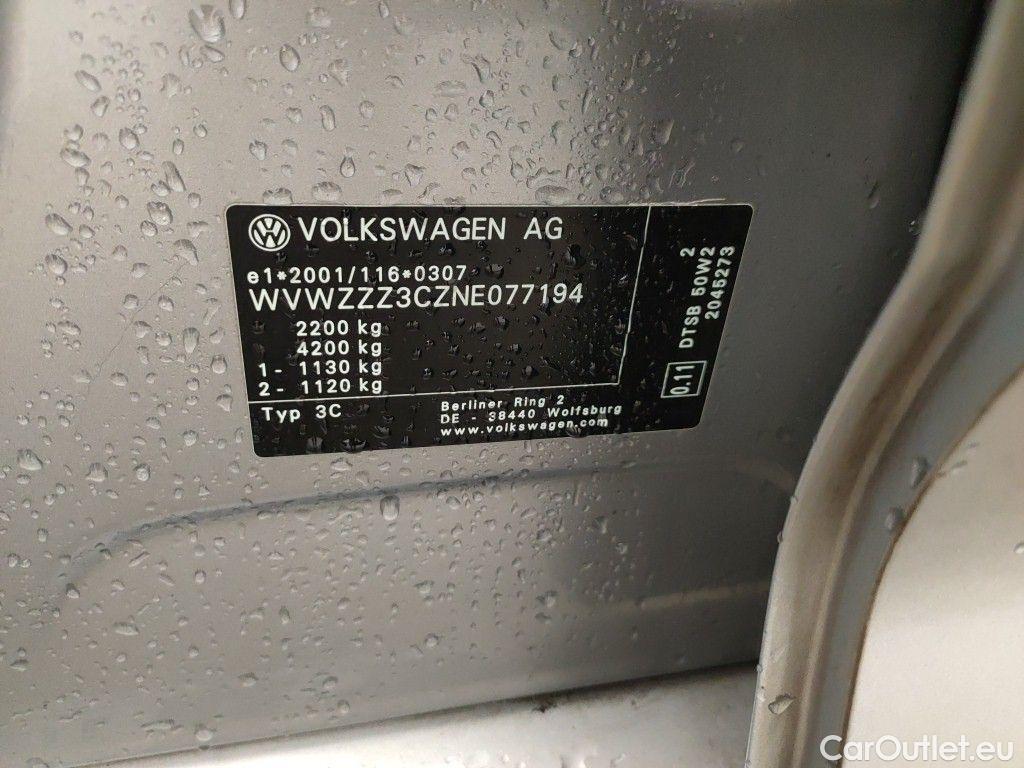 VOLKSWAGEN AG
e1*2001/116*0307
WVWZZZ3CZNE077194
2200 kg
4200 kg
1 - 1130 kg
2 - 1120 kg
Typ 3C
Berliner Ring 2
DE - 38440 Wolfsburg
www.volkswagen.com
0.11
DTSB 50W2 2
2045273
CarOutlet.eu